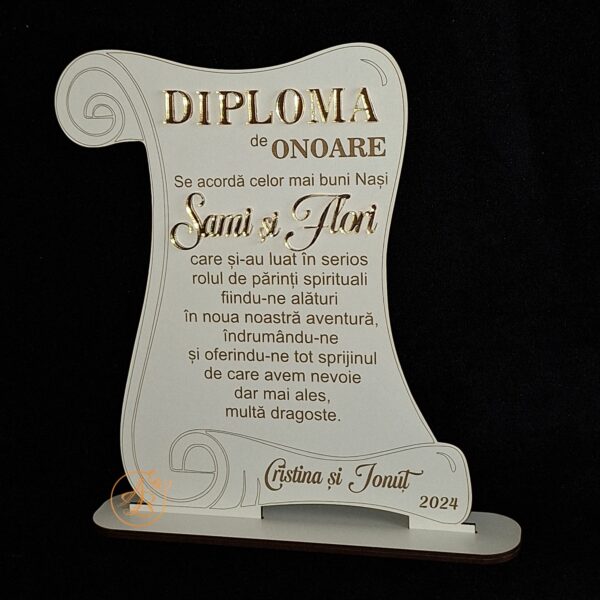 DIPLOMA
de ONOARE
Se acordă celor mai buni Nași
Sami și Flori
care și-au luat în serios
rolul de părinți spirituali
fiindu-ne alături
în noua noastră aventură,
îndrumându-ne
și oferindu-ne tot sprijinul
de care avem nevoie
dar mai ales,
multă dragoste.
Cristina și Ionuț
2024